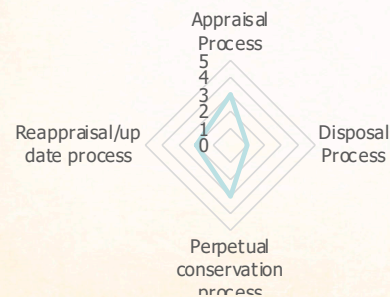 Appraisal
Process
5
4
3
2
1
0
Reappraisal/up
date process
Disposal
Process
Perpetual
conservation
process